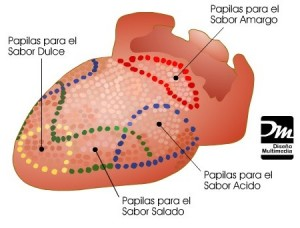 Papilas para el
Sabor Amargo
Papilas para el
Sabor Dulce
Dm
Diseño
Multimedia
Papilas para el
Sabor Acido
Papilas para el
Sabor Salado